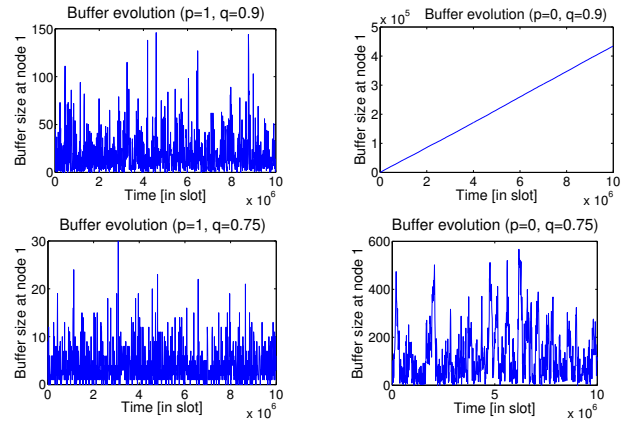 Buffer evolution (p=1, q=0.9)
Buffer size at node 1
150
100
50
0
0 2 4 6 8 10
Time [in slot]
x 10^6
Buffer evolution (p=0, q=0.9)
x 10^5
Buffer size at node 1
5
4
3
2
1
0
0 2 4 6 8 10
Time [in slot]
x 10^6
Buffer evolution (p=1, q=0.75)
Buffer size at node 1
30
20
10
0
0 2 4 6 8 10
Time [in slot]
x 10^6
Buffer evolution (p=0, q=0.75)
Buffer size at node 1
600
400
200
0
0 5 10
Time [in slot]
x 10^6